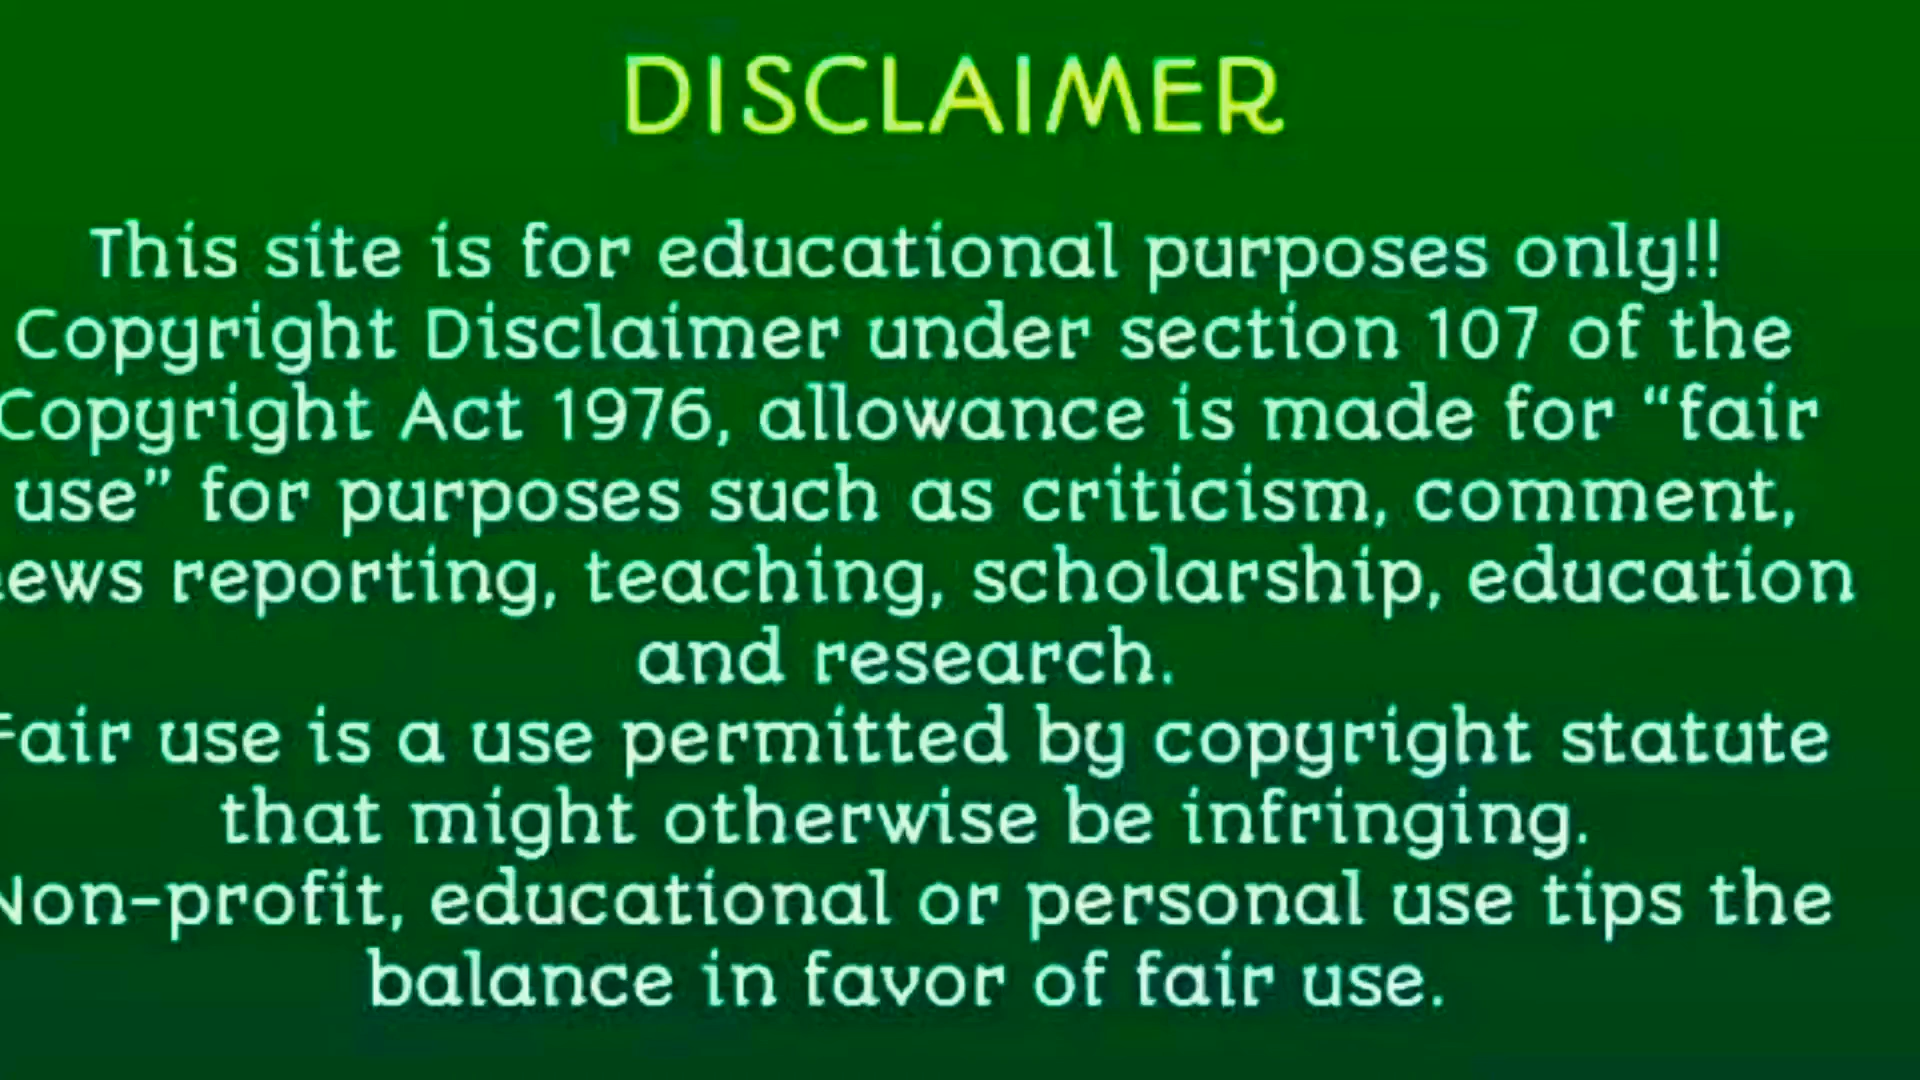 DISCLAIMER
This site is for educational purposes only!!
Copyright Disclaimer under section 107 of the
Copyright Act 1976, allowance is made for “fair
use” for purposes such as criticism, comment,
ews reporting, teaching, scholarship, education
and research.
Fair use is a use permitted by copyright statute
that might otherwise be infringing.
Non-profit, educational or personal use tips the
balance in favor of fair use.